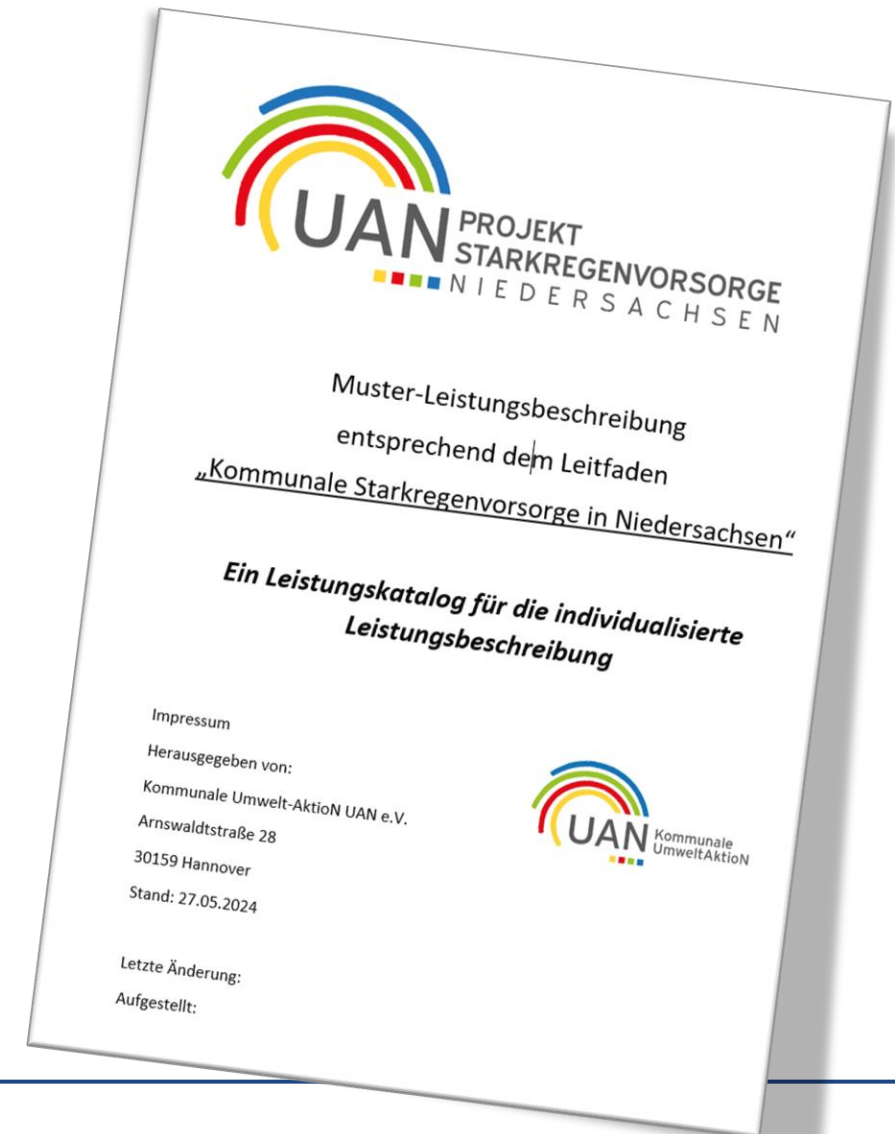 UAN PROJEKT
STARKREGENVORSORGE
NIEDERSACHSEN
Muster-Leistungsbeschreibung
entsprechend dem Leitfaden
„Kommunale Starkregenvorsorge in Niedersachsen“
Ein Leistungskatalog für die individualisierte
Leistungsbeschreibung
Impressum
Herausgegeben von:
Kommunale Umwelt-AktioN UAN e.V.
Arnswaldtstraße 28
30159 Hannover
Stand: 27.05.2024
UAN Kommunale
UmweltAktioN
Letzte Änderung:
Aufgestellt: